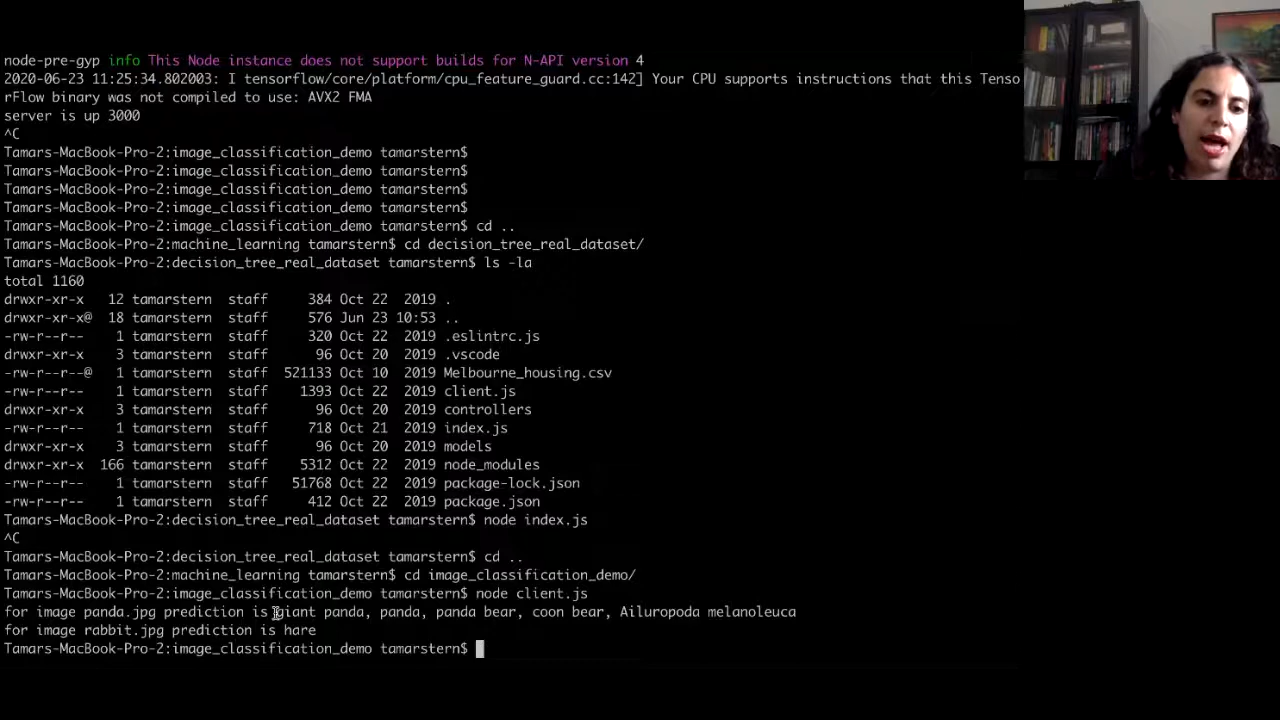 node-pre-gyp info This Node instance does not support builds for N-API version 4
2020-06-23 11:25:34.802003: I tensorflow/core/platform/cpu_feature_guard.cc:142] Your CPU supports instructions that this Tenso
rFlow binary was not compiled to use: AVX2 FMA
server is up 3000
^C
Tamars-MacBook-Pro-2:image_classification_demo tamarstern$
Tamars-MacBook-Pro-2:image_classification_demo tamarstern$
Tamars-MacBook-Pro-2:image_classification_demo tamarstern$
Tamars-MacBook-Pro-2:image_classification_demo tamarstern$
Tamars-MacBook-Pro-2:image_classification_demo tamarstern$ cd ..
Tamars-MacBook-Pro-2:machine_learning tamarstern$ cd decision_tree_real_dataset/
Tamars-MacBook-Pro-2:decision_tree_real_dataset tamarstern$ ls -la
total 1160
drwxr-xr-x   12 tamarstern  staff     384 Oct 22  2019 .
drwxr-xr-x@  18 tamarstern  staff     576 Jun 23 10:53 ..
-rw-r--r--    1 tamarstern  staff     320 Oct 22  2019 .eslintrc.js
drwxr-xr-x    3 tamarstern  staff      96 Oct 20  2019 .vscode
-rw-r--r--@   1 tamarstern  staff  521133 Oct 10  2019 Melbourne_housing.csv
-rw-r--r--    1 tamarstern  staff    1393 Oct 22  2019 client.js
drwxr-xr-x    3 tamarstern  staff      96 Oct 20  2019 controllers
-rw-r--r--    1 tamarstern  staff     718 Oct 21  2019 index.js
drwxr-xr-x    3 tamarstern  staff      96 Oct 20  2019 models
drwxr-xr-x  166 tamarstern  staff    5312 Oct 22  2019 node_modules
-rw-r--r--    1 tamarstern  staff   51768 Oct 22  2019 package-lock.json
-rw-r--r--    1 tamarstern  staff     412 Oct 22  2019 package.json
Tamars-MacBook-Pro-2:decision_tree_real_dataset tamarstern$ node index.js
^C
Tamars-MacBook-Pro-2:decision_tree_real_dataset tamarstern$ cd ..
Tamars-MacBook-Pro-2:machine_learning tamarstern$ cd image_classification_demo/
Tamars-MacBook-Pro-2:image_classification_demo tamarstern$ node client.js
for image panda.jpg prediction is giant panda, panda, panda bear, coon bear, Ailuropoda melanoleuca
for image rabbit.jpg prediction is hare
Tamars-MacBook-Pro-2:image_classification_demo tamarstern$